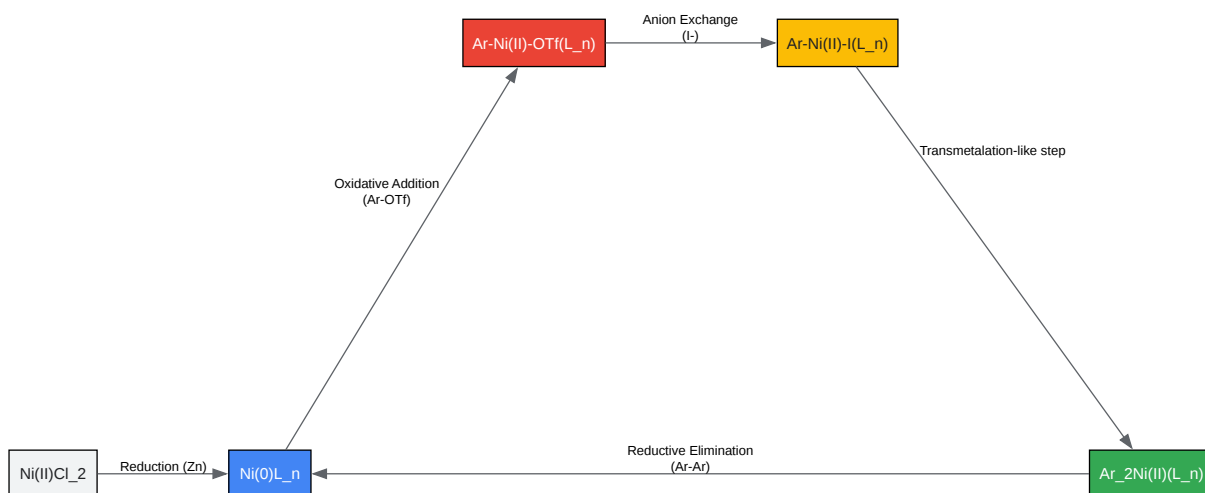 Ar-Ni(II)-OTf(L_n)
Anion Exchange
(I-)
Ar-Ni(II)-I(L_n)
Transmetalation-like step
Oxidative Addition
(Ar-OTf)
Ni(II)Cl_2
Reduction (Zn)
Ni(0)L_n
Reductive Elimination
(Ar-Ar)
Ar_2Ni(II)(L_n)